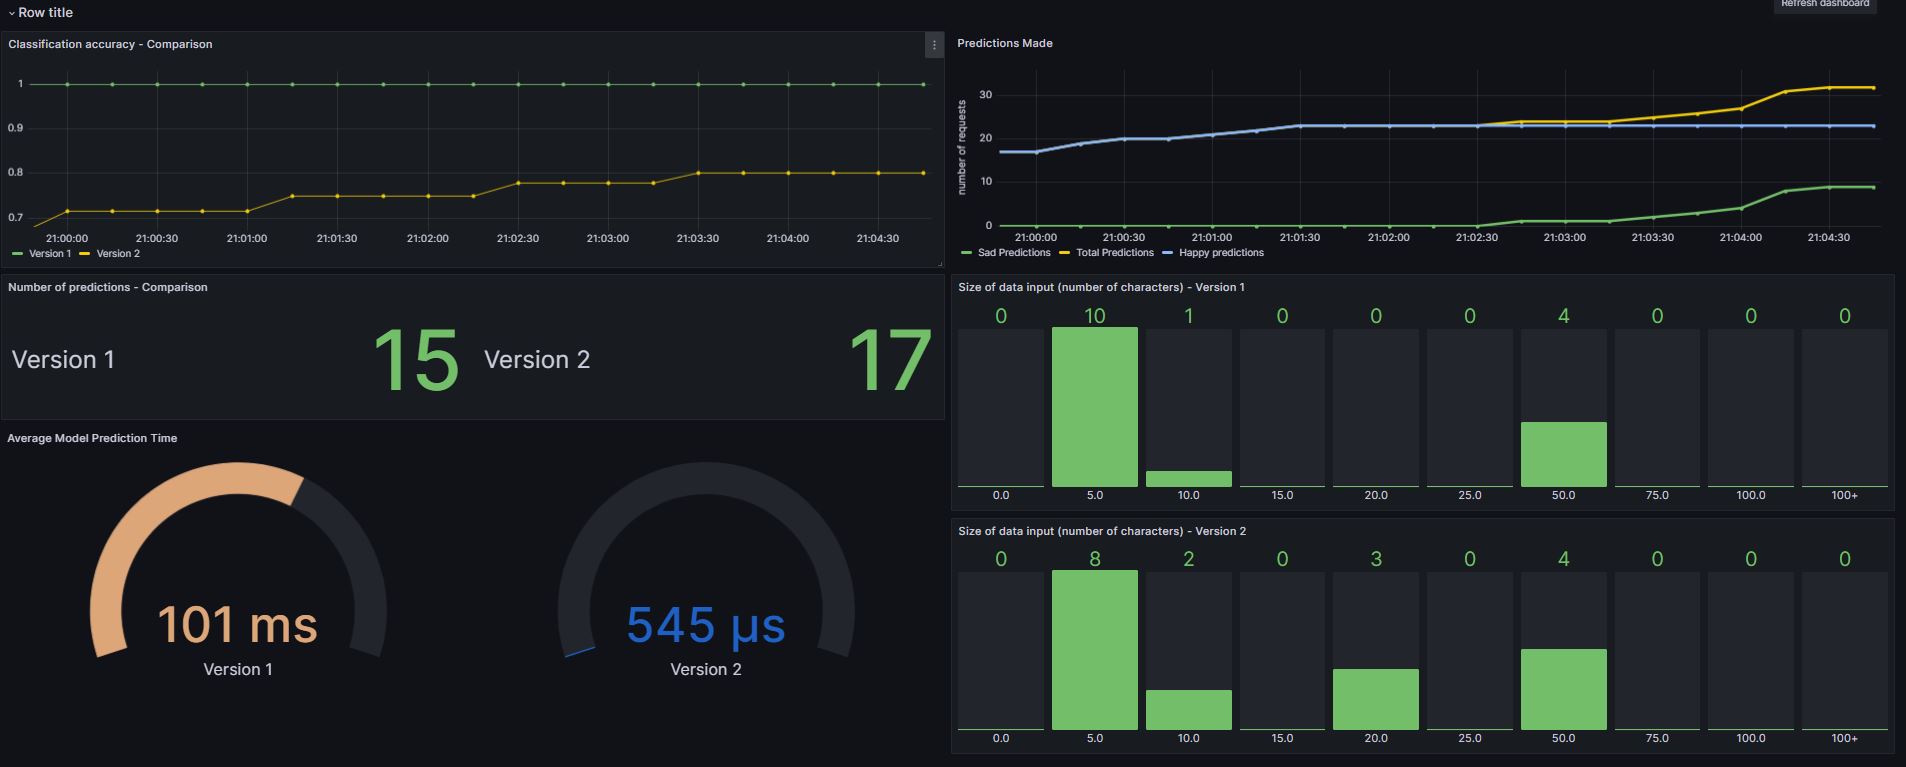 Row title
Refresh dashboard
Classification accuracy - Comparison
1
0.9
0.8
0.7
21:00:00 21:00:30 21:01:00 21:01:30 21:02:00 21:02:30 21:03:00 21:03:30 21:04:00 21:04:30
Version 1 Version 2
Predictions Made
number of requests
30
20
10
0
21:00:00 21:00:30 21:01:00 21:01:30 21:02:00 21:02:30 21:03:00 21:03:30 21:04:00 21:04:30
Sad Predictions Total Predictions Happy predictions
Number of predictions - Comparison
Version 1 15 Version 2 17
Size of data input (number of characters) - Version 1
0 10 1 0 0 0 4 0 0 0
0.0 5.0 10.0 15.0 20.0 25.0 50.0 75.0 100.0 100+
Average Model Prediction Time
101 ms
Version 1
545 µs
Version 2
Size of data input (number of characters) - Version 2
0 8 2 0 3 0 4 0 0 0
0.0 5.0 10.0 15.0 20.0 25.0 50.0 75.0 100.0 100+